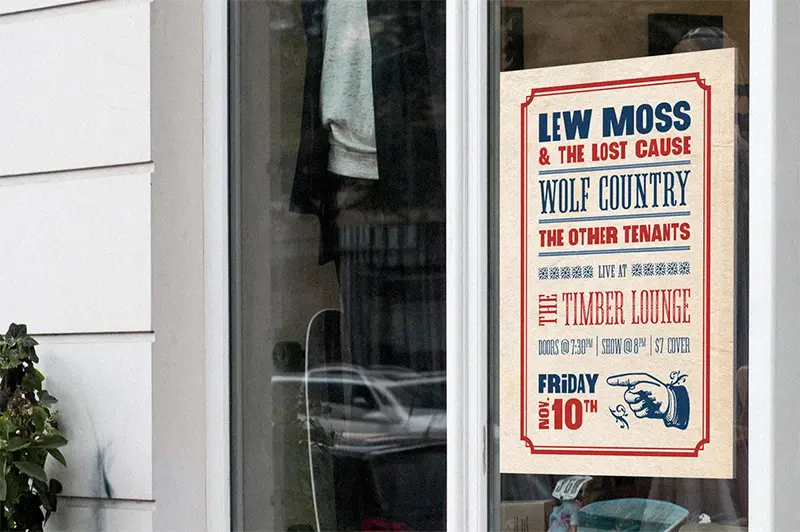 LEW MOSS
& THE LOST CAUSE
WOLF COUNTRY
THE OTHER TENANTS
LIVE AT
THE TIMBER LOUNGE
DOORS @ 7:30PM | SHOW @ 8PM | $7 COVER
FRiDAY
NOV. 10TH